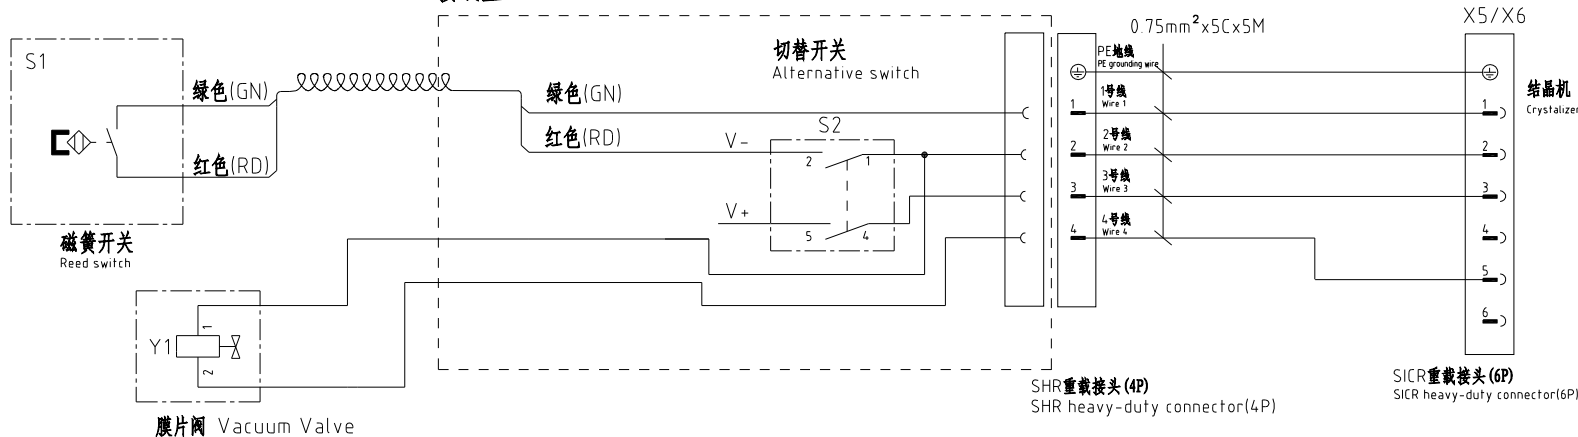 X5/X6
0.75mm²x5Cx5M
S1
绿色(GN)
红色(RD)
磁簧开关
Reed switch
切替开关
Alternative switch
绿色(GN)
红色(RD)
S2
V-
2
1
V+
5
4
PE地线
PE grounding wire
1号线
Wire 1
1
2号线
Wire 2
2
3号线
Wire 3
3
4号线
Wire 4
4
1
2
3
4
5
6
结晶机
Crystalizer
Y1
1
2
膜片阀 Vacuum Valve
SHR重载接头(4P)
SHR heavy-duty connector(4P)
SICR重载接头(6P)
SICR heavy-duty connector(6P)